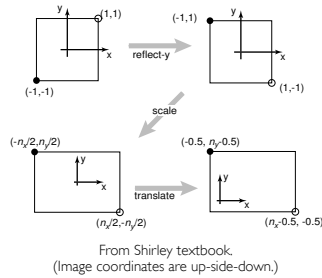 y (1,1)
x
(-1,-1)
reflect-y
(-1,1) y
x
(1,-1)
scale
(-nx/2,ny/2)
y
x
(nx/2,-ny/2)
translate
(-0.5, ny-0.5)
y
x
(nx-0.5, -0.5)
From Shirley textbook.
(Image coordinates are up-side-down.)